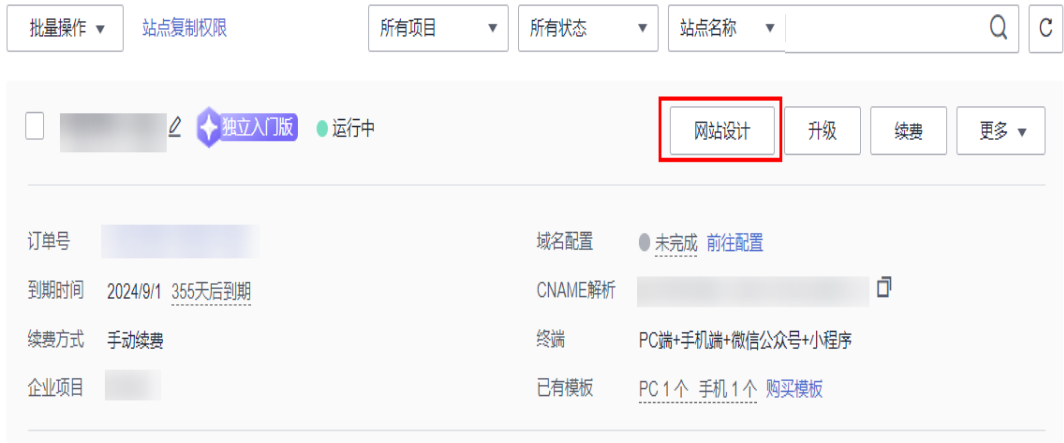 批量操作 站点复制权限 所有项目 所有状态 站点名称
独立入门版 运行中 网站设计 升级 续费 更多
订单号 域名配置 未完成 前往配置
到期时间 2024/9/1 355天后到期 CNAME解析
续费方式 手动续费 终端 PC端+手机端+微信公众号+小程序
企业项目 已有模板 PC 1 个 手机 1 个 购买模板